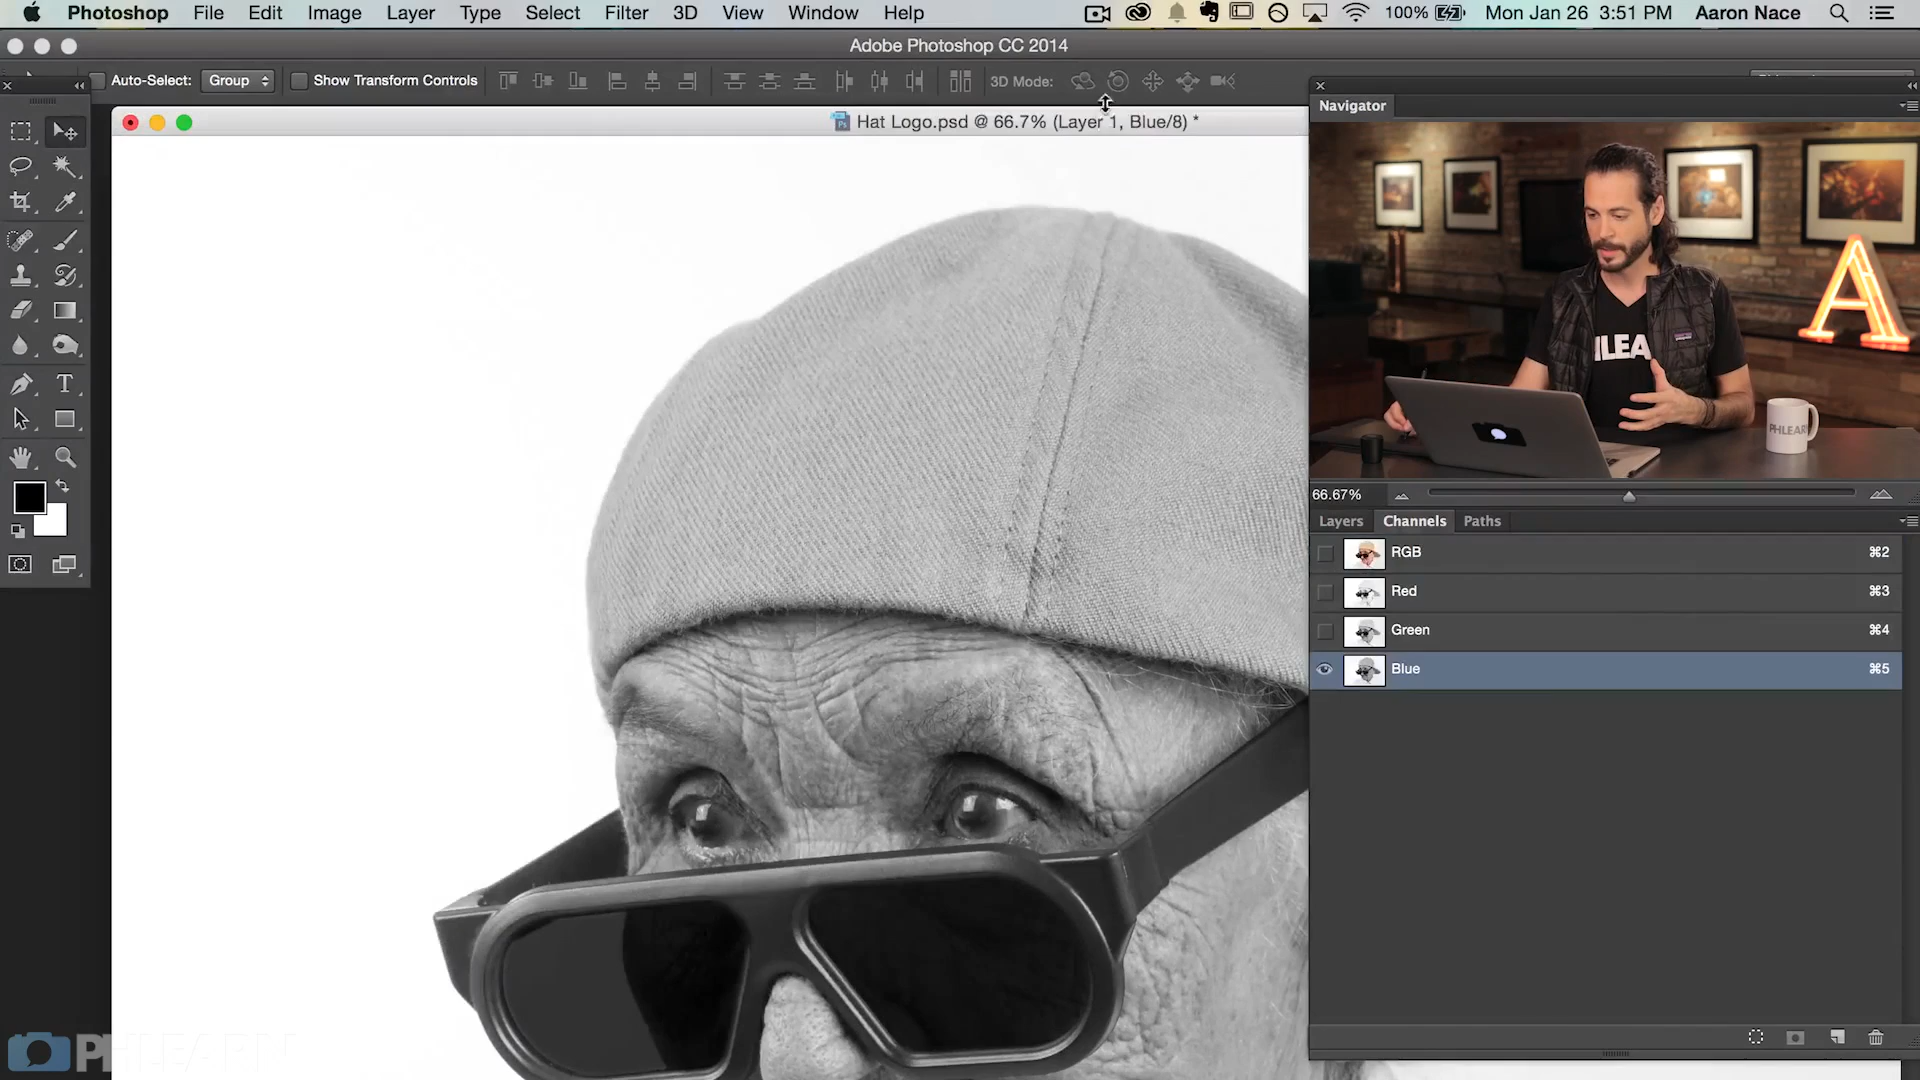 Photoshop File Edit Image Layer Type Select Filter 3D View Window Help 100% Mon Jan 26 3:51 PM Aaron Nace
Adobe Photoshop CC 2014
Auto-Select: Group Show Transform Controls 3D Mode:
Hat Logo.psd @ 66.7% (Layer 1, Blue/8) *
Navigator
A
PHLEARN
66.67%
Layers Channels Paths
RGB ⌘2
Red ⌘3
Green ⌘4
Blue ⌘5
PHLEARN